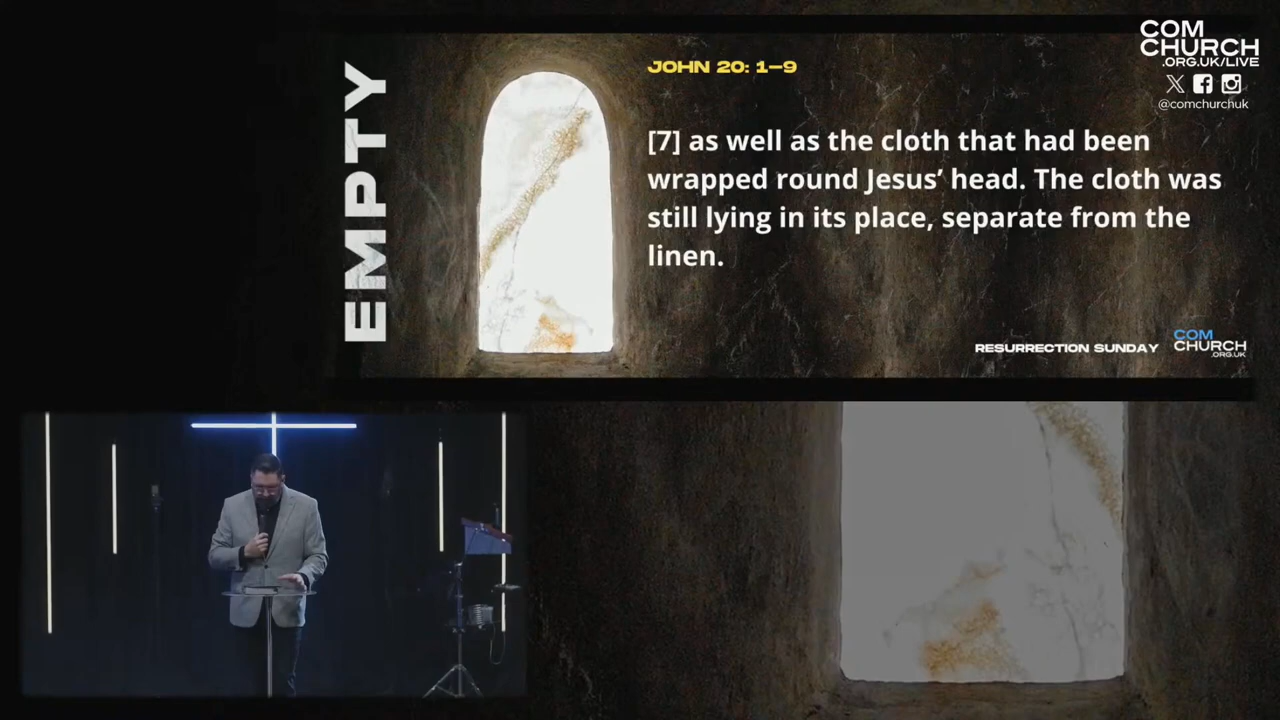 EMPTY
JOHN 20: 1–9
[7] as well as the cloth that had been
wrapped round Jesus’ head. The cloth was
still lying in its place, separate from the
linen.
RESURRECTION SUNDAY
COM
CHURCH
.ORG.UK
COM
CHURCH
.ORG.UK/LIVE
@comchurchuk